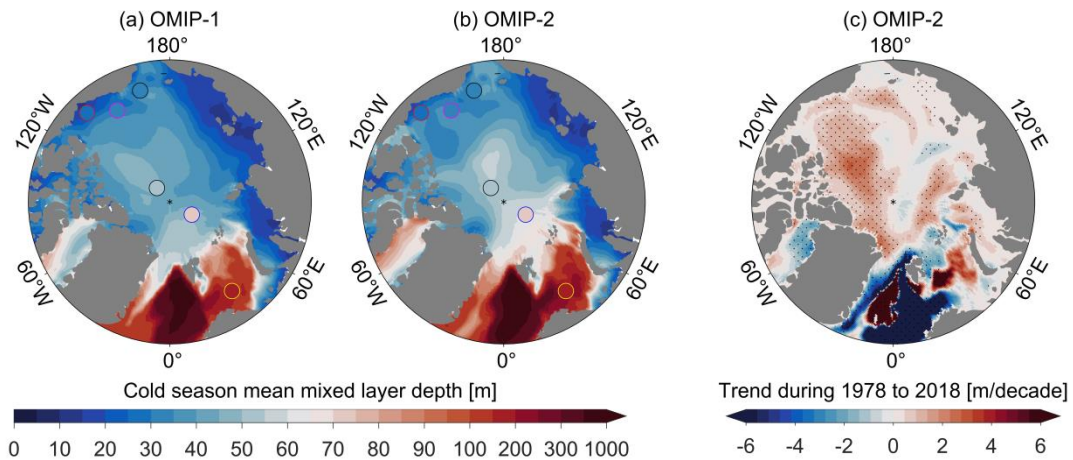 (a) OMIP-1
(b) OMIP-2
(c) OMIP-2
180°
180°
180°
120°W
120°E
120°W
120°E
120°W
120°E
60°W
60°E
60°W
60°E
60°W
60°E
0°
0°
0°
Cold season mean mixed layer depth [m]
0 10 20 30 40 50 60 70 80 90 100 200 300 1000
Trend during 1978 to 2018 [m/decade]
-6 -4 -2 0 2 4 6